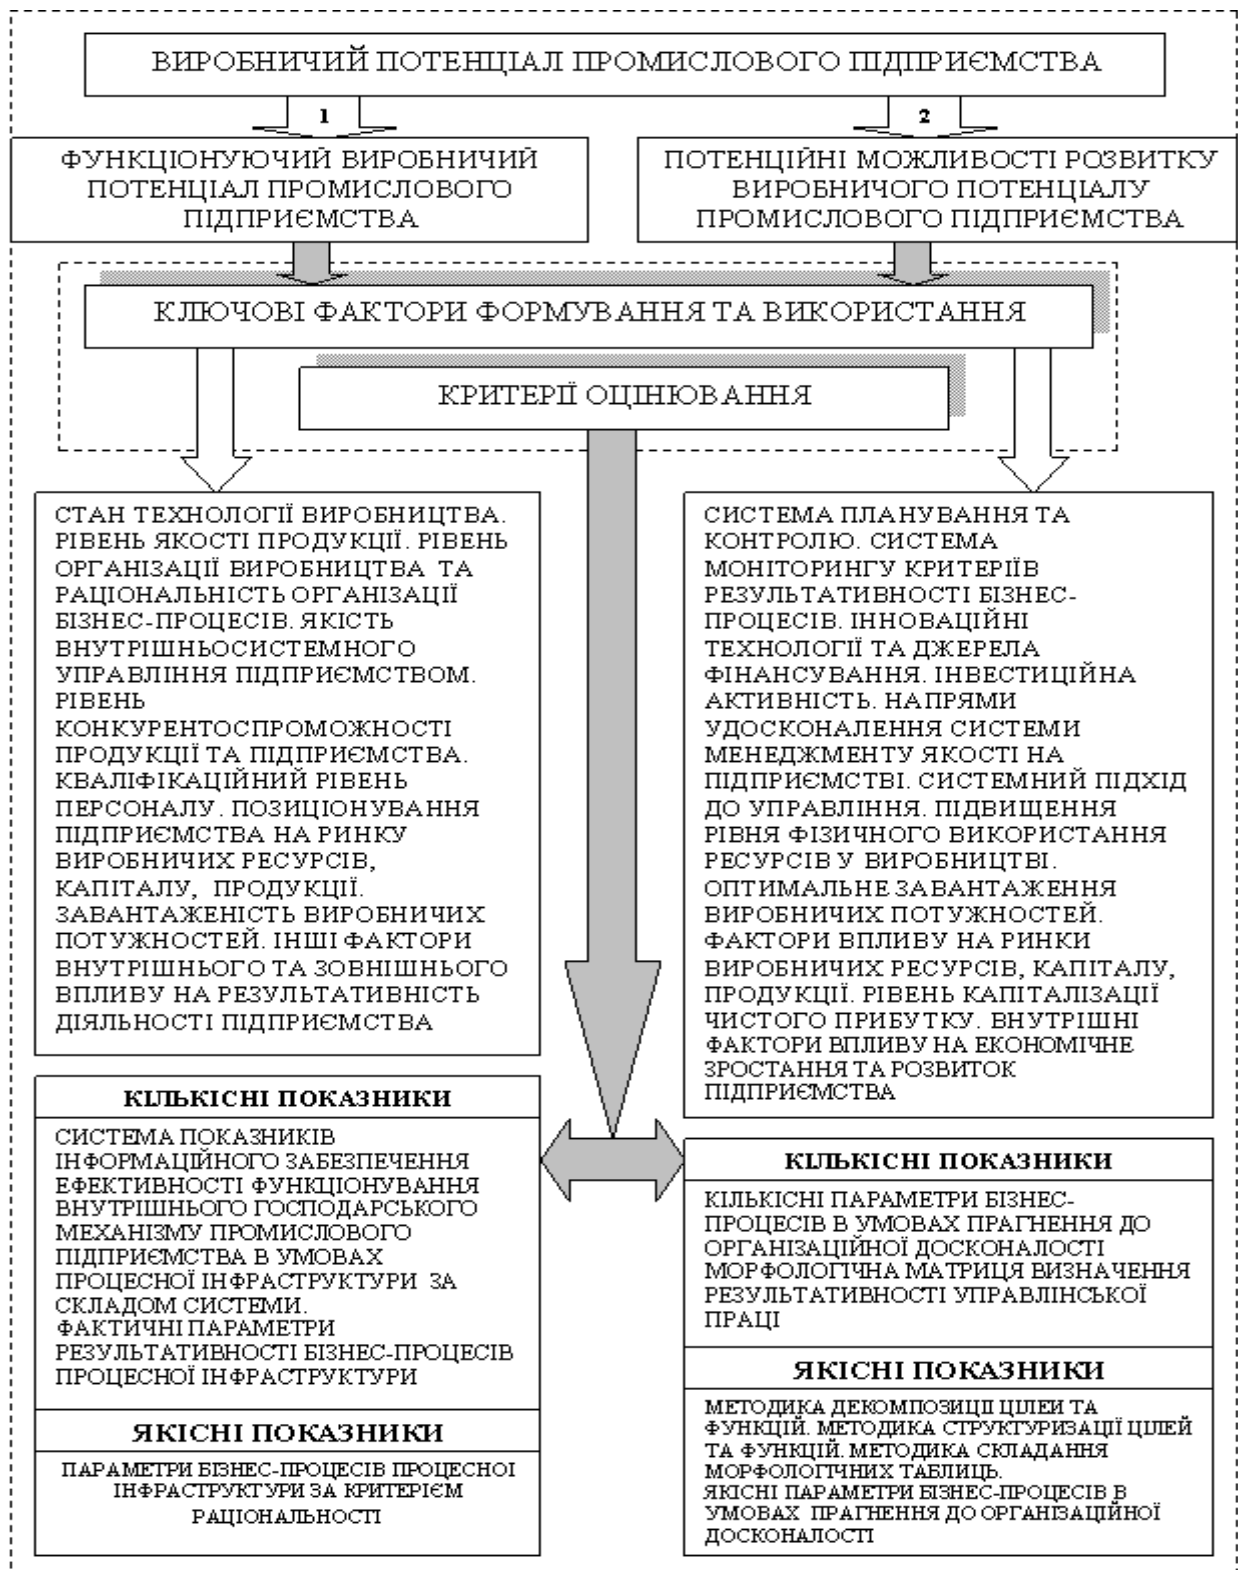 ВИРОБНИЧИЙ ПОТЕНЦІАЛ ПРОМИСЛОВОГО ПІДПРИЄМСТВА
1
2
ФУНКЦІОНУЮЧИЙ ВИРОБНИЧИЙ
ПОТЕНЦІАЛ ПРОМИСЛОВОГО
ПІДПРИЄМСТВА
ПОТЕНЦІЙНІ МОЖЛИВОСТІ РОЗВИТКУ
ВИРОБНИЧОГО ПОТЕНЦІАЛУ
ПРОМИСЛОВОГО ПІДПРИЄМСТВА
КЛЮЧОВІ ФАКТОРИ ФОРМУВАННЯ ТА ВИКОРИСТАННЯ
КРИТЕРІЇ ОЦІНЮВАННЯ
СТАН ТЕХНОЛОГІЇ ВИРОБНИЦТВА.
РІВЕНЬ ЯКОСТІ ПРОДУКЦІЇ. РІВЕНЬ
ОРГАНІЗАЦІЇ ВИРОБНИЦТВА ТА
РАЦІОНАЛЬНІСТЬ ОРГАНІЗАЦІЇ
БІЗНЕС-ПРОЦЕСІВ. ЯКІСТЬ
ВНУТРІШНЬОСИСТЕМНОГО
УПРАВЛІННЯ ПІДПРИЄМСТВОМ.
РІВЕНЬ
КОНКУРЕНТОСПРОМОЖНОСТІ
ПРОДУКЦІЇ ТА ПІДПРИЄМСТВА.
КВАЛІФІКАЦІЙНИЙ РІВЕНЬ
ПЕРСОНАЛУ. ПОЗИЦІОНУВАННЯ
ПІДПРИЄМСТВА НА РИНКУ
ВИРОБНИЧИХ РЕСУРСІВ,
КАПІТАЛУ, ПРОДУКЦІЇ.
ЗАВАНТАЖЕНІСТЬ ВИРОБНИЧИХ
ПОТУЖНОСТЕЙ. ІНШІ ФАКТОРИ
ВНУТРІШНЬОГО ТА ЗОВНІШНЬОГО
ВПЛИВУ НА РЕЗУЛЬТАТИВНІСТЬ
ДІЯЛЬНОСТІ ПІДПРИЄМСТВА
СИСТЕМА ПЛАНУВАННЯ ТА
КОНТРОЛЮ. СИСТЕМА
МОНІТОРИНГУ КРИТЕРІЇВ
РЕЗУЛЬТАТИВНОСТІ БІЗНЕС-
ПРОЦЕСІВ. ІННОВАЦІЙНІ
ТЕХНОЛОГІЇ ТА ДЖЕРЕЛА
ФІНАНСУВАННЯ. ІНВЕСТИЦІЙНА
АКТИВНІСТЬ. НАПРЯМИ
УДОСКОНАЛЕННЯ СИСТЕМИ
МЕНЕДЖМЕНТУ ЯКОСТІ НА
ПІДПРИЄМСТВІ. СИСТЕМНИЙ ПІДХІД
ДО УПРАВЛІННЯ. ПІДВИЩЕННЯ
РІВНЯ ФІЗИЧНОГО ВИКОРИСТАННЯ
РЕСУРСІВ У ВИРОБНИЦТВІ.
ОПТИМАЛЬНЕ ЗАВАНТАЖЕННЯ
ВИРОБНИЧИХ ПОТУЖНОСТЕЙ.
ФАКТОРИ ВПЛИВУ НА РИНКИ
ВИРОБНИЧИХ РЕСУРСІВ, КАПІТАЛУ,
ПРОДУКЦІЇ. РІВЕНЬ КАПІТАЛІЗАЦІЇ
ЧИСТОГО ПРИБУТКУ. ВНУТРІШНІ
ФАКТОРИ ВПЛИВУ НА ЕКОНОМІЧНЕ
ЗРОСТАННЯ ТА РОЗВИТОК
ПІДПРИЄМСТВА
КІЛЬКІСНІ ПОКАЗНИКИ
СИСТЕМА ПОКАЗНИКІВ
ІНФОРМАЦІЙНОГО ЗАБЕЗПЕЧЕННЯ
ЕФЕКТИВНОСТІ ФУНКЦІОНУВАННЯ
ВНУТРІШНЬОГО ГОСПОДАРСЬКОГО
МЕХАНІЗМУ ПРОМИСЛОВОГО
ПІДПРИЄМСТВА В УМОВАХ
ПРОЦЕСНОЇ ІНФРАСТРУКТУРИ ЗА
СКЛАДОМ СИСТЕМИ.
ФАКТИЧНІ ПАРАМЕТРИ
РЕЗУЛЬТАТИВНОСТІ БІЗНЕС-ПРОЦЕСІВ
ПРОЦЕСНОЇ ІНФРАСТРУКТУРИ
ЯКІСНІ ПОКАЗНИКИ
ПАРАМЕТРИ БІЗНЕС-ПРОЦЕСІВ ПРОЦЕСНОЇ
ІНФРАСТРУКТУРИ ЗА КРИТЕРІЄМ
РАЦІОНАЛЬНОСТІ
КІЛЬКІСНІ ПОКАЗНИКИ
КІЛЬКІСНІ ПАРАМЕТРИ БІЗНЕС-
ПРОЦЕСІВ В УМОВАХ ПРАГНЕННЯ ДО
ОРГАНІЗАЦІЙНОЇ ДОСКОНАЛОСТІ
МОРФОЛОГІЧНА МАТРИЦЯ ВИЗНАЧЕННЯ
РЕЗУЛЬТАТИВНОСТІ УПРАВЛІНСЬКОЇ
ПРАЦІ
ЯКІСНІ ПОКАЗНИКИ
МЕТОДИКА ДЕКОМПОЗИЦІЇ ЦІЛЕЙ ТА
ФУНКЦІЙ. МЕТОДИКА СТРУКТУРИЗАЦІЇ ЦІЛЕЙ
ТА ФУНКЦІЙ. МЕТОДИКА СКЛАДАННЯ
МОРФОЛОГІЧНИХ ТАБЛИЦЬ.
ЯКІСНІ ПАРАМЕТРИ БІЗНЕС-ПРОЦЕСІВ В
УМОВАХ ПРАГНЕННЯ ДО ОРГАНІЗАЦІЙНОЇ
ДОСКОНАЛОСТІ